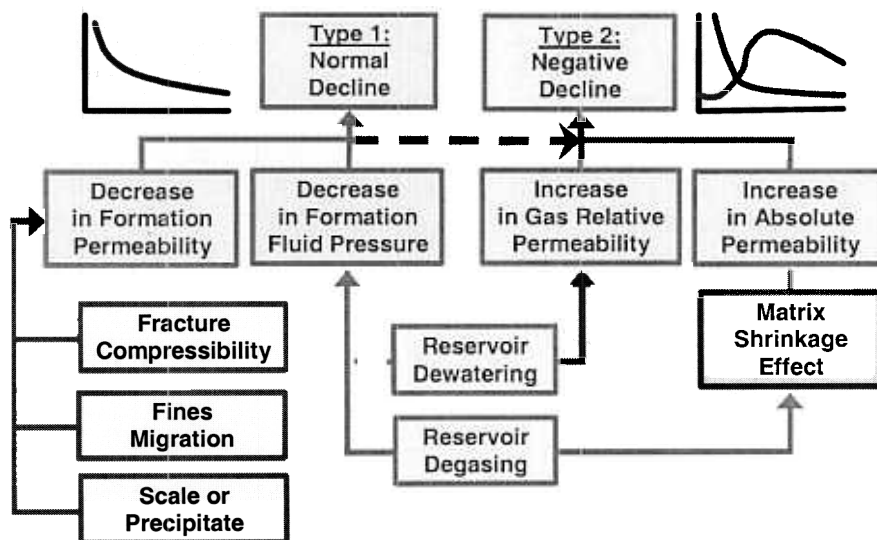 Type 1:
Normal
Decline
Type 2:
Negative
Decline
Decrease
in Formation
Permeability
Decrease
in Formation
Fluid Pressure
Increase
in Gas Relative
Permeability
Increase
in Absolute
Permeability
Fracture
Compressibility
Fines
Migration
Scale or
Precipitate
Reservoir
Dewatering
Reservoir
Degasing
Matrix
Shrinkage
Effect